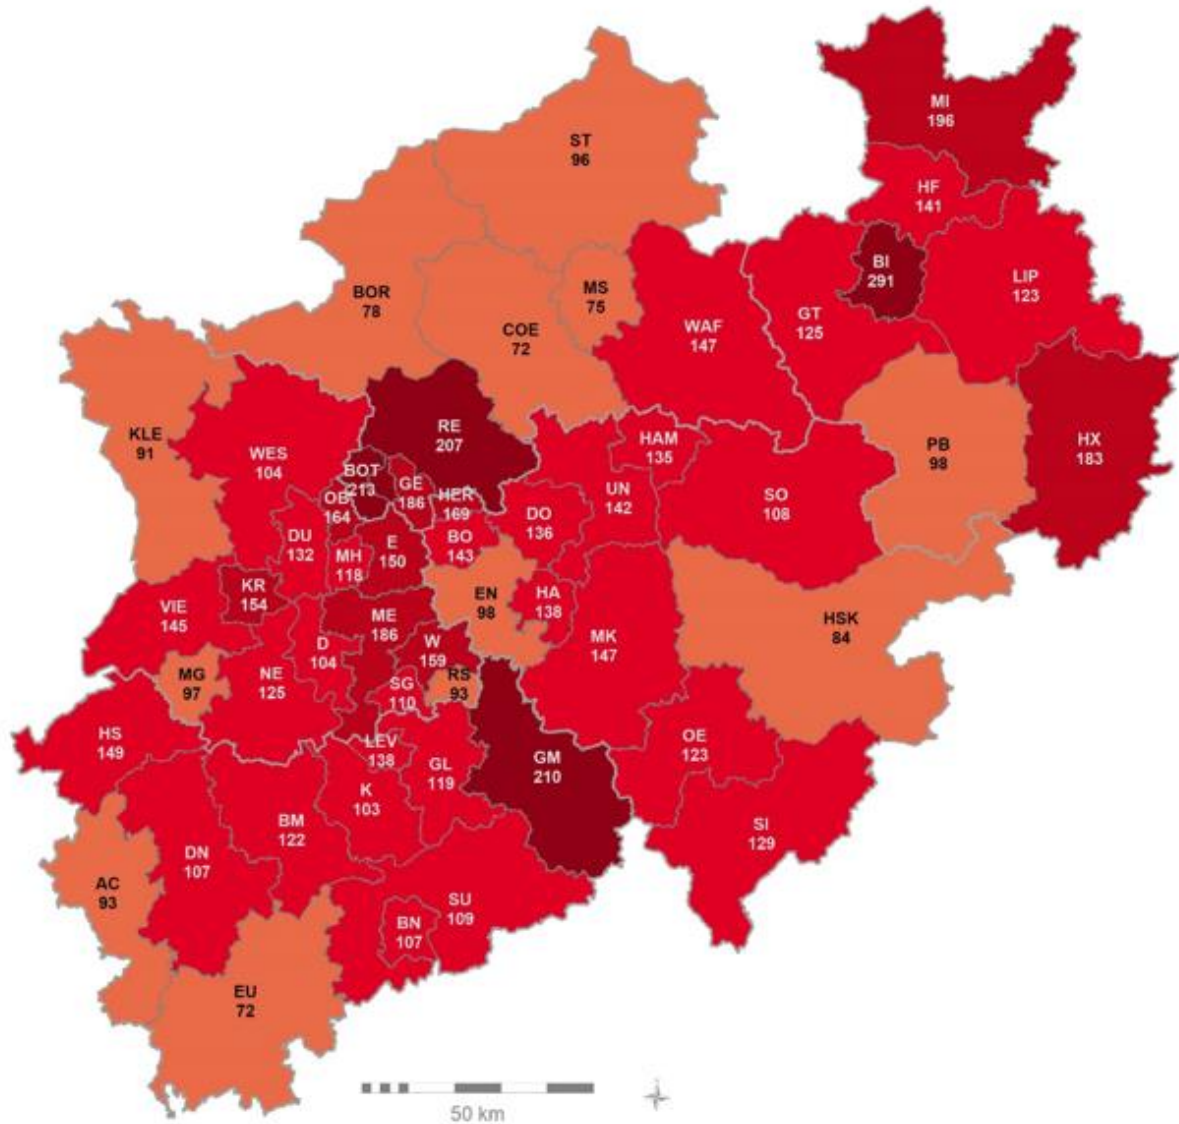 MI
196
ST
96
HF
141
BI
291
LIP
123
BOR
78
MS
75
COE
72
WAF
147
GT
125
KLE
91
RE
207
WES
104
HAM
135
PB
98
HX
183
BOT
213
GE
186
HER
169
OB
164
UN
142
SO
108
DO
136
DU
132
E
150
BO
143
MH
118
KR
154
EN
98
HA
138
VIE
145
ME
186
HSK
84
D
104
W
159
MK
147
MG
97
NE
125
SG
110
RS
93
HS
149
LEV
138
GL
119
GM
210
OE
123
K
103
BM
122
SI
129
DN
107
AC
93
SU
109
BN
107
EU
72
50 km